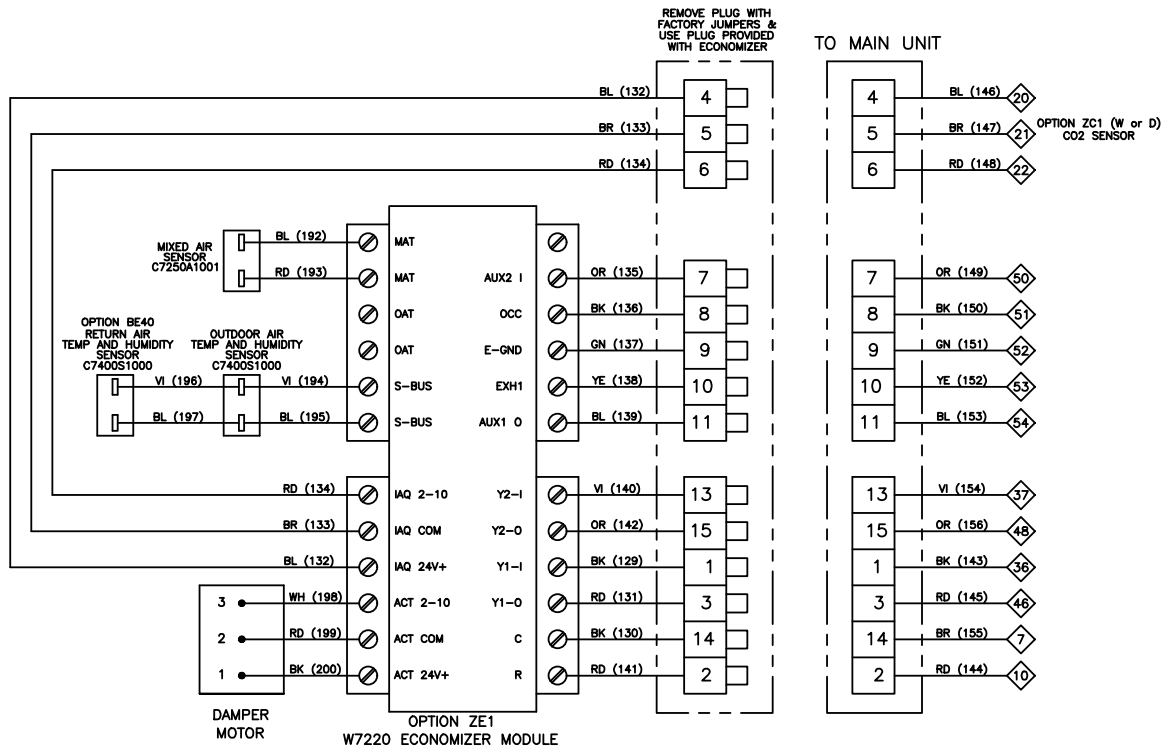 REMOVE PLUG WITH
FACTORY JUMPERS &
USE PLUG PROVIDED
WITH ECONOMIZER
TO MAIN UNIT
BL (132) 4 4 BL (146) 20
BR (133) 5 5 BR (147) 21
OPTION ZC1 (W or D)
CO2 SENSOR
RD (134) 6 6 RD (148) 22
MIXED AIR
SENSOR
C7250A1001
BL (192) MAT
RD (193) MAT AUX2 I OR (135) 7 7 OR (149) 50
OAT OCC BK (136) 8 8 BK (150) 51
OPTION BE40
RETURN AIR
TEMP AND HUMIDITY
SENSOR
C7400S1000
OUTDOOR AIR
TEMP AND HUMIDITY
SENSOR
C7400S1000
OAT E-GND GN (137) 9 9 GN (151) 52
VI (196) VI (194) S-BUS EXH1 YE (138) 10 10 YE (152) 53
BL (197) BL (195) S-BUS AUX1 O BL (139) 11 11 BL (153) 54
RD (134) IAQ 2-10 Y2-I VI (140) 13 13 VI (154) 37
BR (133) IAQ COM Y2-O OR (142) 15 15 OR (156) 48
BL (132) IAQ 24V+ Y1-I BK (129) 1 1 BK (143) 36
3 WH (198) ACT 2-10 Y1-O RD (131) 3 3 RD (145) 46
2 RD (199) ACT COM C BK (130) 14 14 BR (155) 7
1 BK (200) ACT 24V+ R RD (141) 2 2 RD (144) 10
DAMPER
MOTOR
OPTION ZE1
W7220 ECONOMIZER MODULE